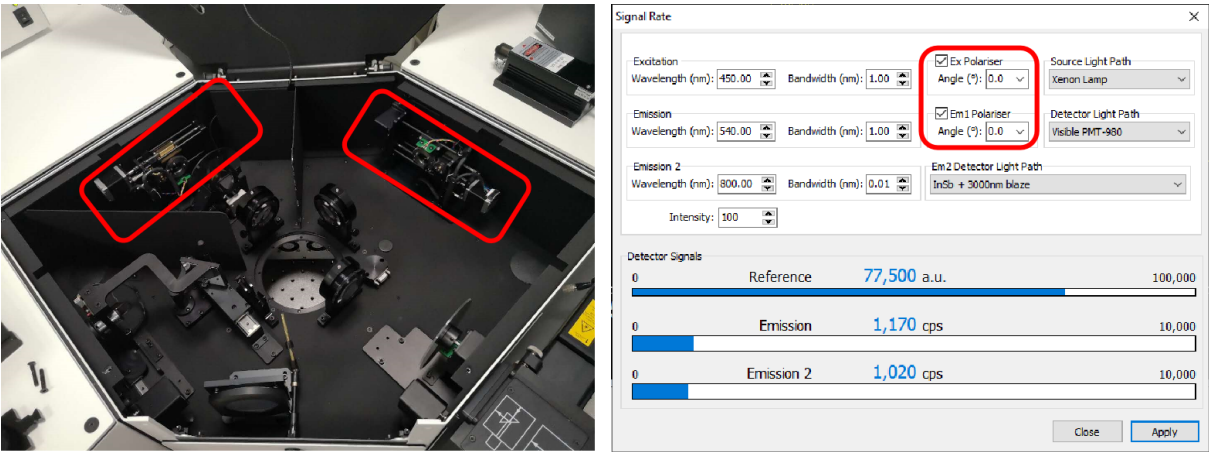 Signal Rate
Excitation
Wavelength (nm): 450.00 Bandwidth (nm): 1.00
Ex Polariser
Angle (°): 0.0
Source Light Path
Xenon Lamp
Emission
Wavelength (nm): 540.00 Bandwidth (nm): 1.00
Em1 Polariser
Angle (°): 0.0
Detector Light Path
Visible PMT-980
Emission 2
Wavelength (nm): 800.00 Bandwidth (nm): 0.01
Em2 Detector Light Path
InSb + 3000nm blaze
Intensity: 100
Detector Signals
0 Reference 77,500 a.u. 100,000
0 Emission 1,170 cps 10,000
0 Emission 2 1,020 cps 10,000
Close Apply